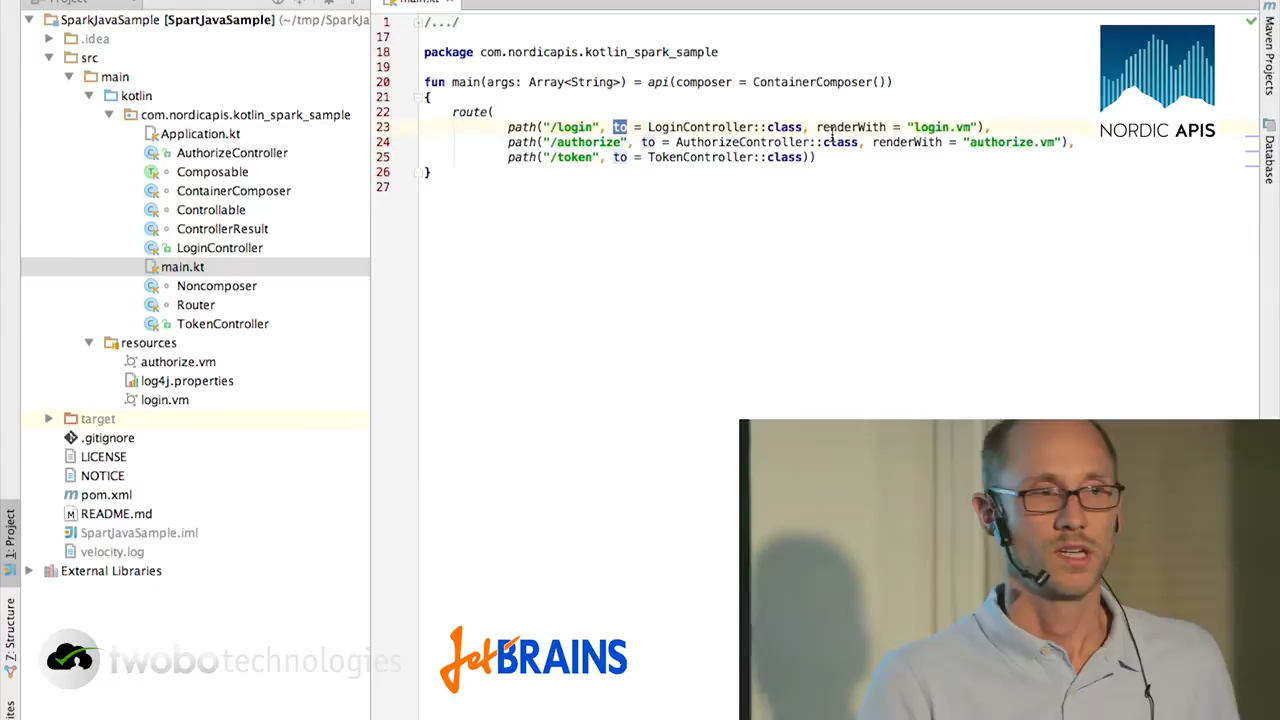 Project
main.kt
SparkJavaSample [SpartJavaSample] (~/tmp/SparkJa
.idea
src
main
kotlin
com.nordicapis.kotlin_spark_sample
Application.kt
AuthorizeController
Composable
ContainerComposer
Controllable
ControllerResult
LoginController
main.kt
Noncomposer
Router
TokenController
resources
authorize.vm
log4j.properties
login.vm
target
.gitignore
LICENSE
NOTICE
pom.xml
README.md
SpartJavaSample.iml
velocity.log
External Libraries
1 /.../
17
18 package com.nordicapis.kotlin_spark_sample
19
20 fun main(args: Array<String>) = api(composer = ContainerComposer())
21 {
22 route(
23 path("/login", to = LoginController::class, renderWith = "login.vm"),
24 path("/authorize", to = AuthorizeController::class, renderWith = "authorize.vm"),
25 path("/token", to = TokenController::class))
26 }
27
NORDIC APIS
Maven Projects
Database
1: Project
Z: Structure
ites
twobotechnologies
JetBRAINS